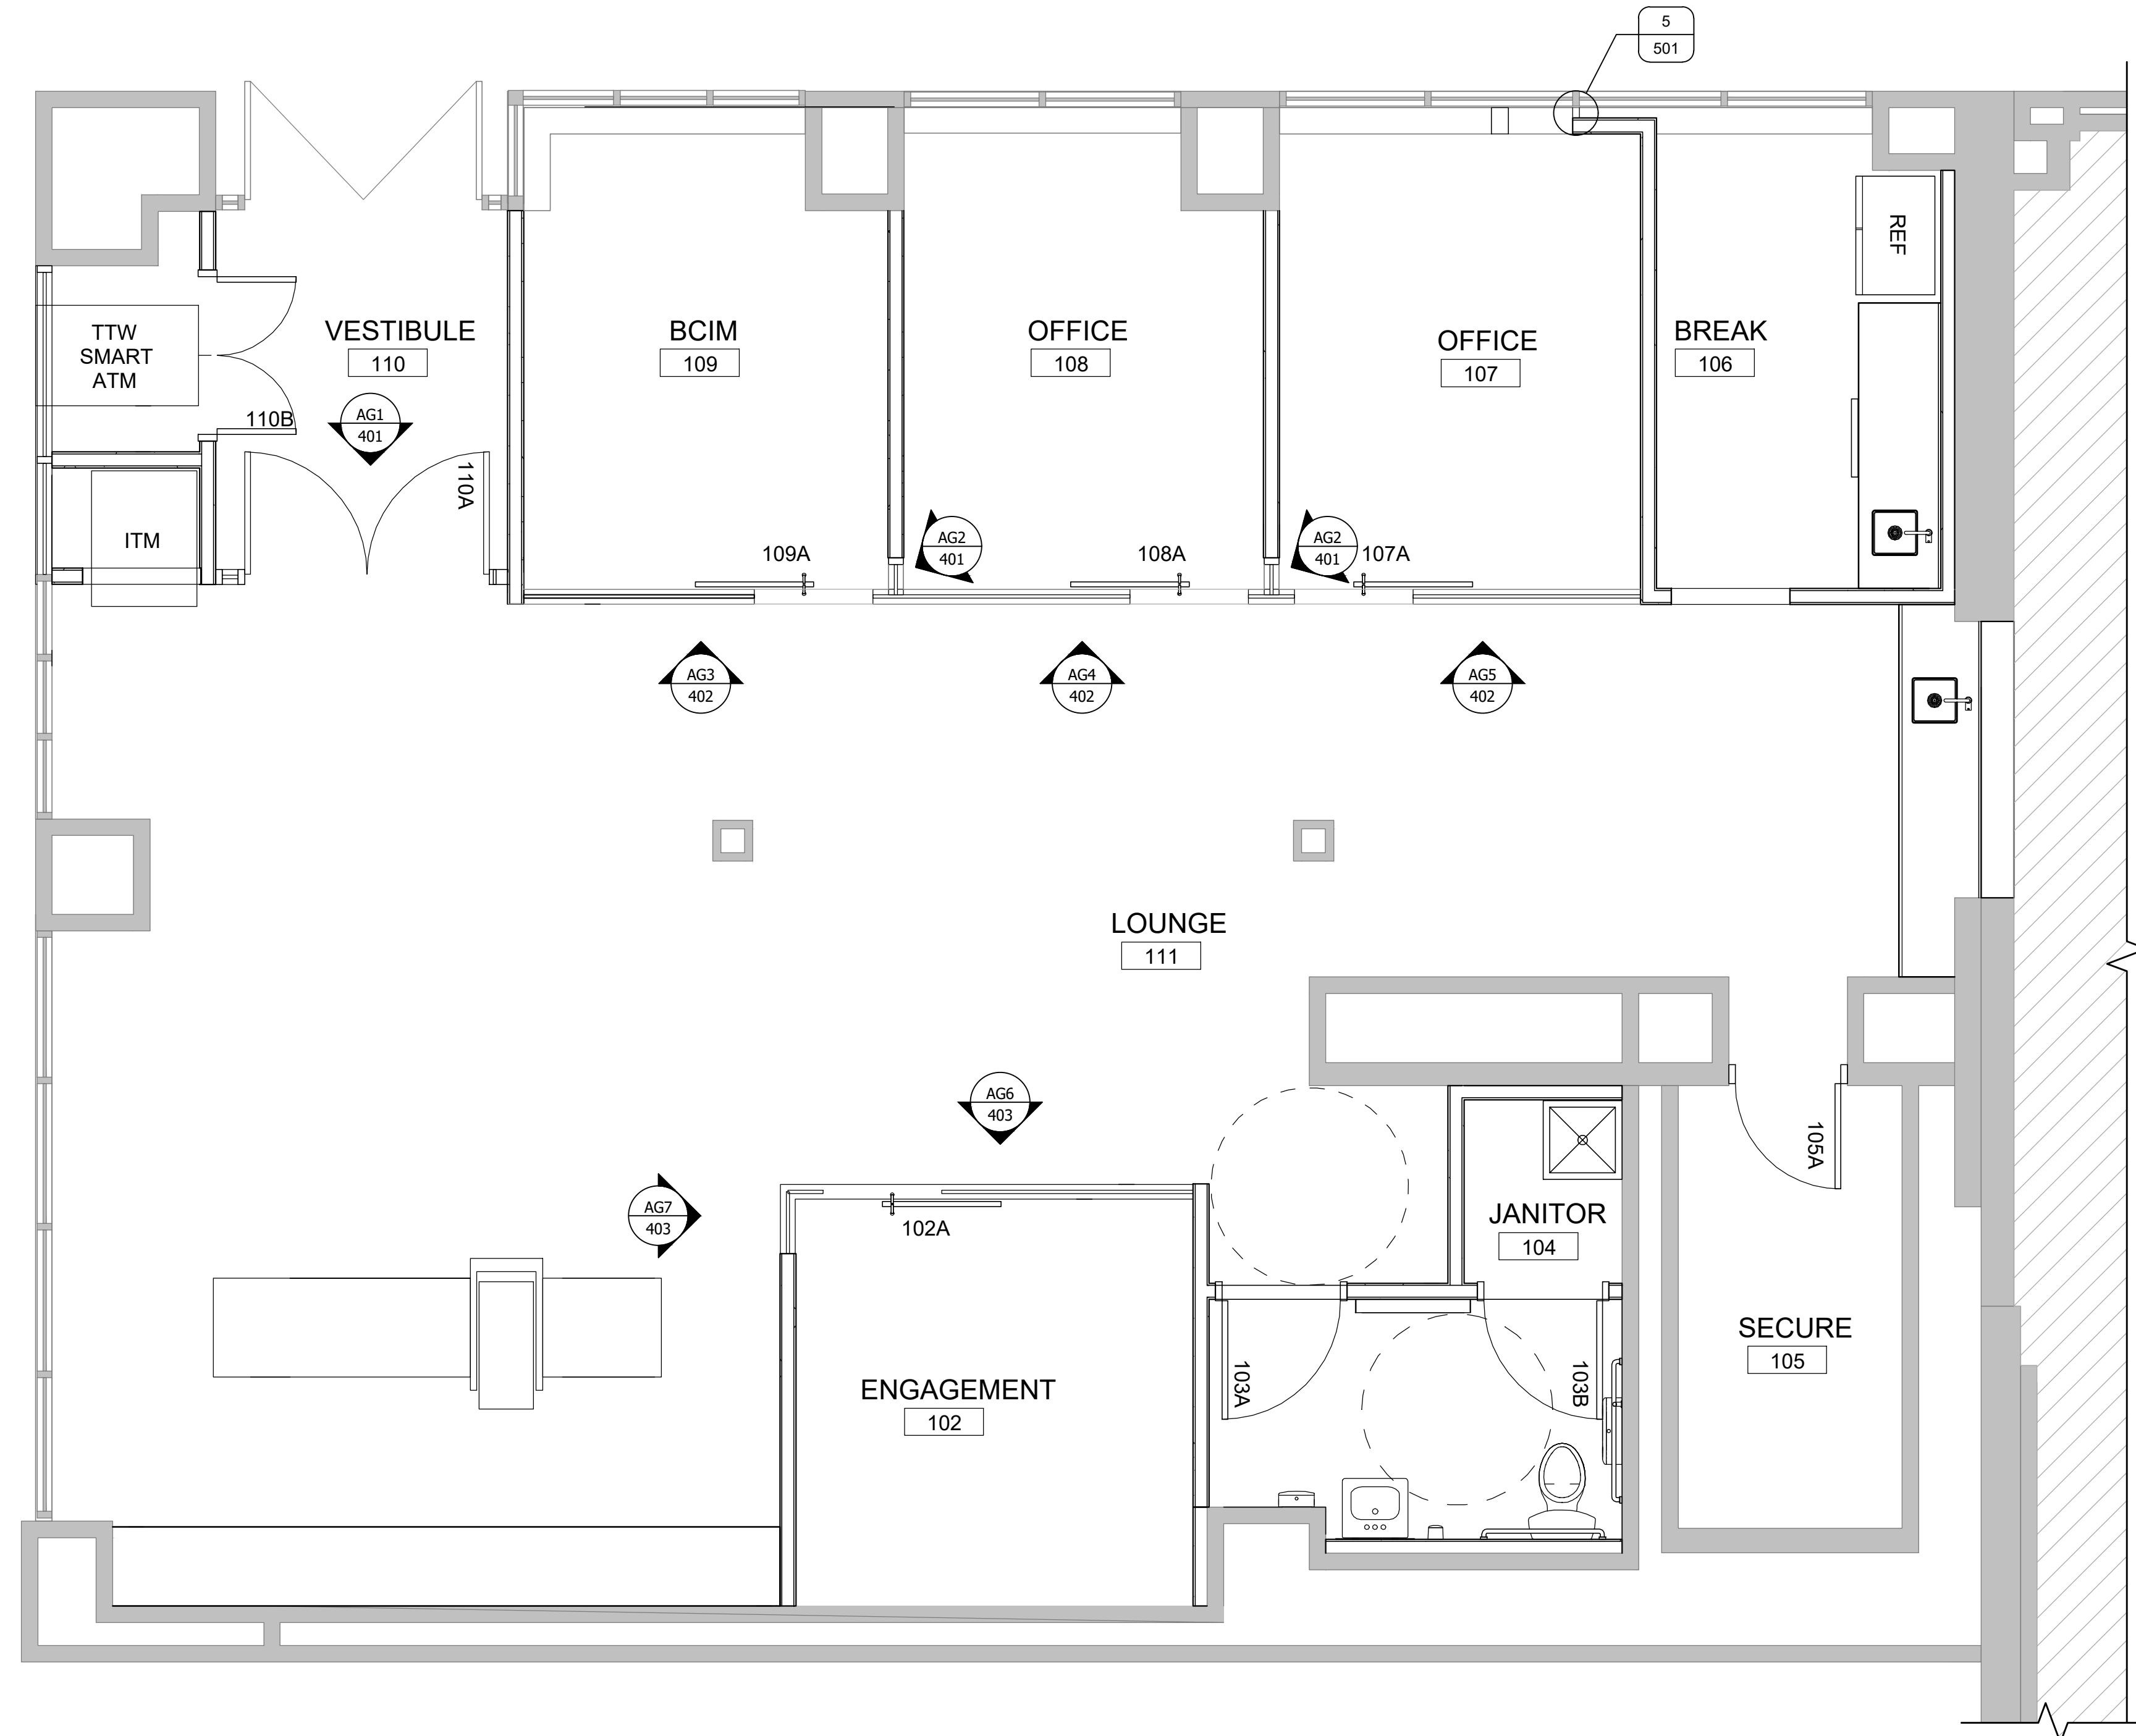 5
501
REF
TTW
SMART
ATM
VESTIBULE
110
BCIM
109
OFFICE
108
OFFICE
107
BREAK
106
110B
AG1
401
110A
ITM
109A
AG2
401
108A
AG2
401
107A
AG3
402
AG4
402
AG5
402
LOUNGE
111
AG6
403
105A
AG7
403
102A
JANITOR
104
SECURE
105
ENGAGEMENT
102
103A
103B